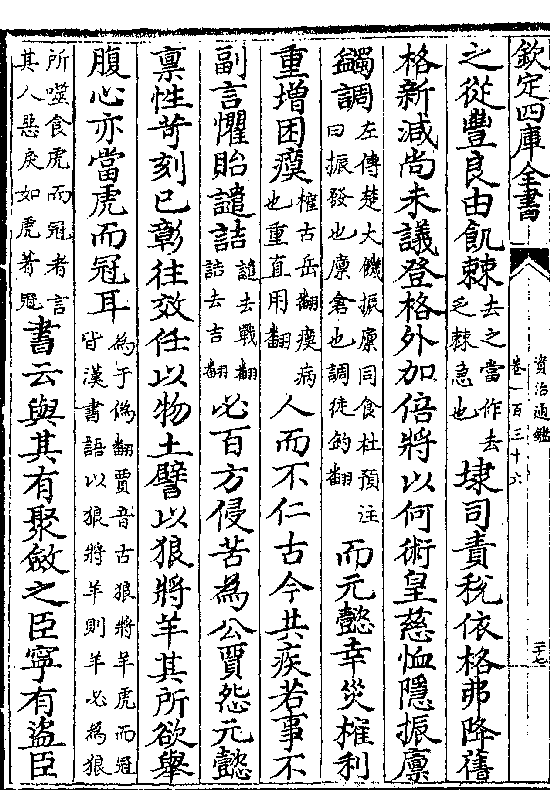 欽定四庫全書
資治通鑑
卷一百三十六
三十七
之從豐良由飢棘去之當作去乏棘急也埭司責稅依格弗降舊
格新減尚未議登格外加倍將以何術皇慈恤隱振廩
蠲調左傳楚大饑振廩同食杜預注曰振發也廩倉也調徒釣翻而元懿幸災榷利
重增困瘼榷古岳翻瘼病也重直用翻人而不仁古今共疾若事不
副言懼貽譴詰譴去戰翻詰去吉翻必百方侵苦為公賈怨元懿
禀性苛刻已彰往效任以物土譬以狼將羊其所欲舉
腹心亦當虎而冠耳為于偽翻賈音古狼將羊虎而冠皆漢書語以狼將羊則羊必為狼
所噬食虎而冠者言其人惡戾如虎著冠書云與其有聚斂之臣寧有盜臣